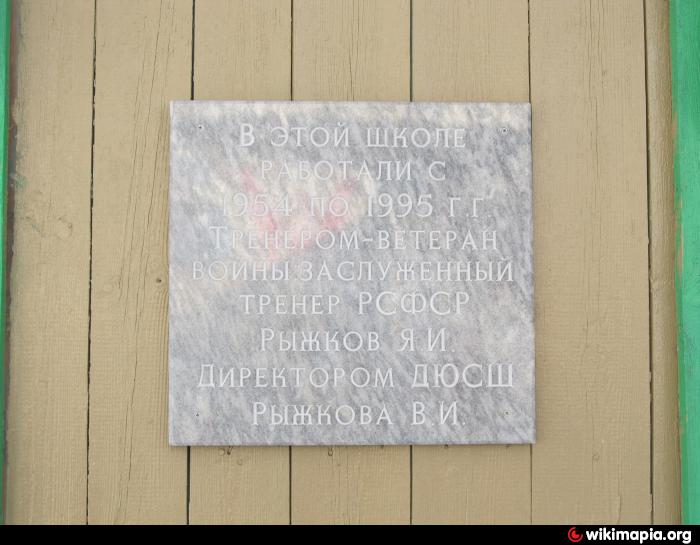 В ЭТОЙ ШКОЛЕ
РАБОТАЛИ С
1954 ПО 1995 Г.Г.
ТРЕНЕРОМ-ВЕТЕРАН
ВОЙНЫ.ЗАСЛУЖЕННЫЙ
ТРЕНЕР РСФСР
РЫЖКОВ Я.И.
ДИРЕКТОРОМ ДЮСШ
РЫЖКОВА В.И.
wikimapia.org